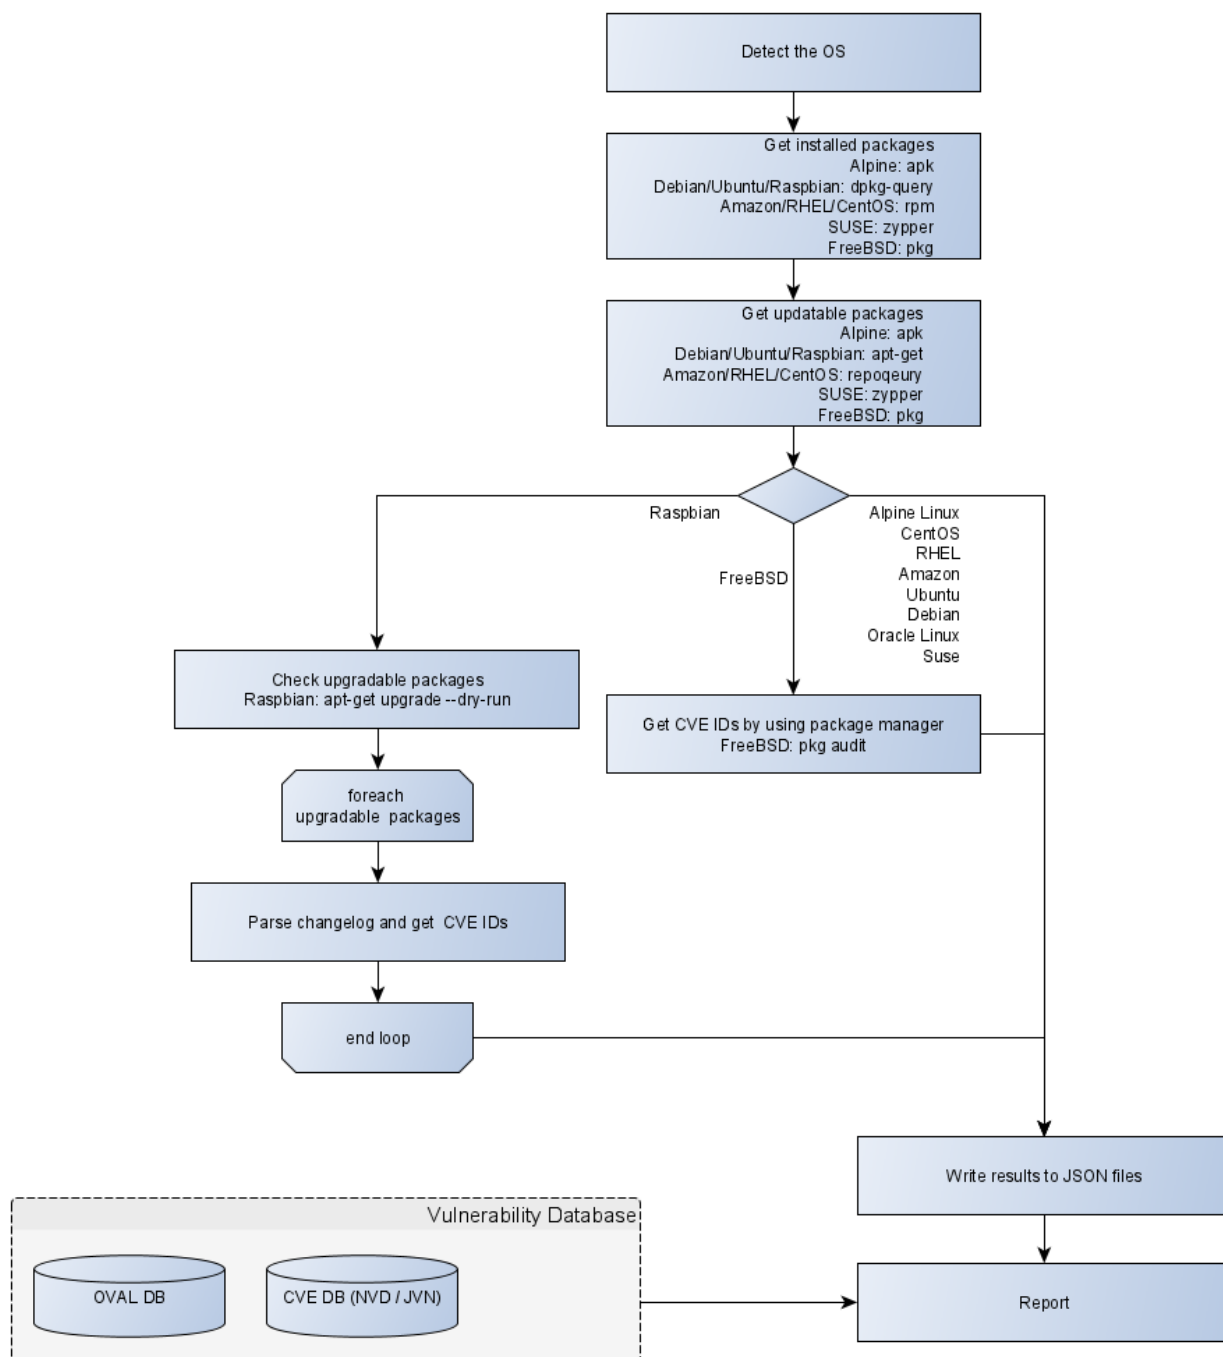 Detect the OS
Get installed packages
Alpine: apk
Debian/Ubuntu/Raspbian: dpkg-query
Amazon/RHEL/CentOS: rpm
SUSE: zypper
FreeBSD: pkg
Get updatable packages
Alpine: apk
Debian/Ubuntu/Raspbian: apt-get
Amazon/RHEL/CentOS: repoqeury
SUSE: zypper
FreeBSD: pkg
Raspbian
FreeBSD
Alpine Linux
CentOS
RHEL
Amazon
Ubuntu
Debian
Oracle Linux
Suse
Check upgradable packages
Raspbian: apt-get upgrade --dry-run
Get CVE IDs by using package manager
FreeBSD: pkg audit
foreach
upgradable packages
Parse changelog and get CVE IDs
end loop
Write results to JSON files
Vulnerability Database
OVAL DB
CVE DB (NVD / JVN)
Report